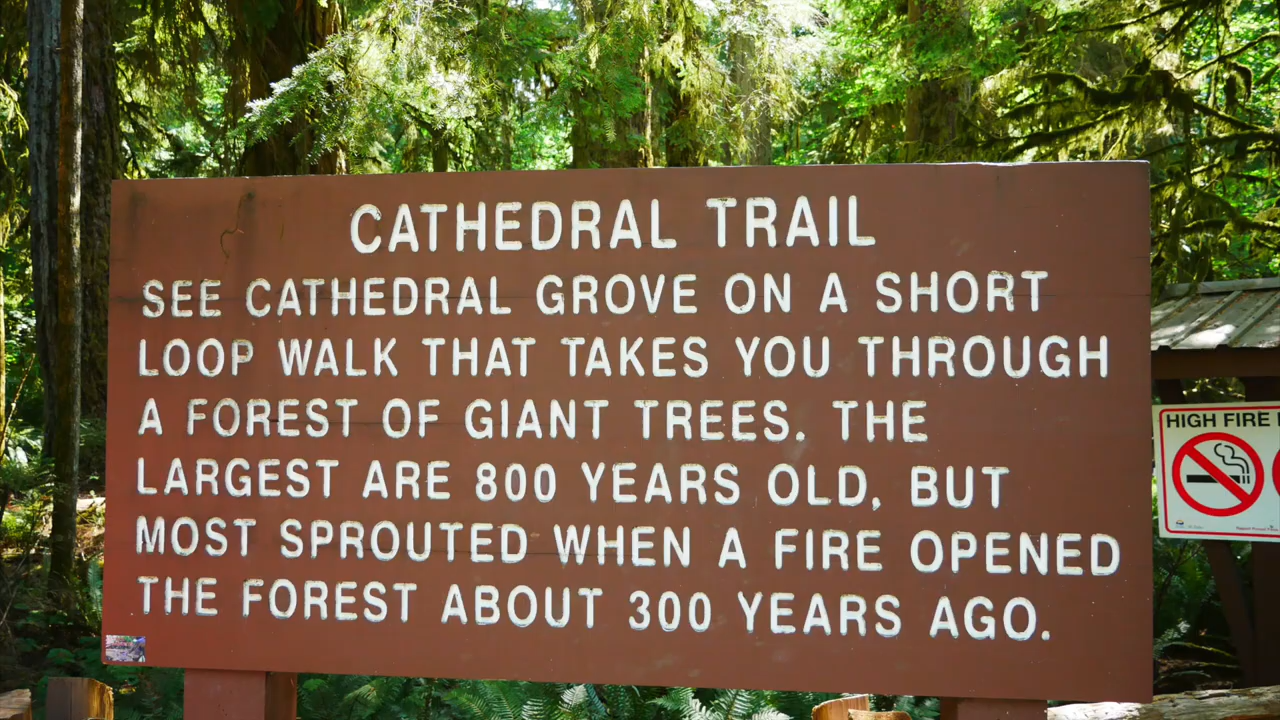 CATHEDRAL TRAIL
SEE CATHEDRAL GROVE ON A SHORT
LOOP WALK THAT TAKES YOU THROUGH
A FOREST OF GIANT TREES. THE
LARGEST ARE 800 YEARS OLD, BUT
MOST SPROUTED WHEN A FIRE OPENED
THE FOREST ABOUT 300 YEARS AGO.
HIGH FIRE